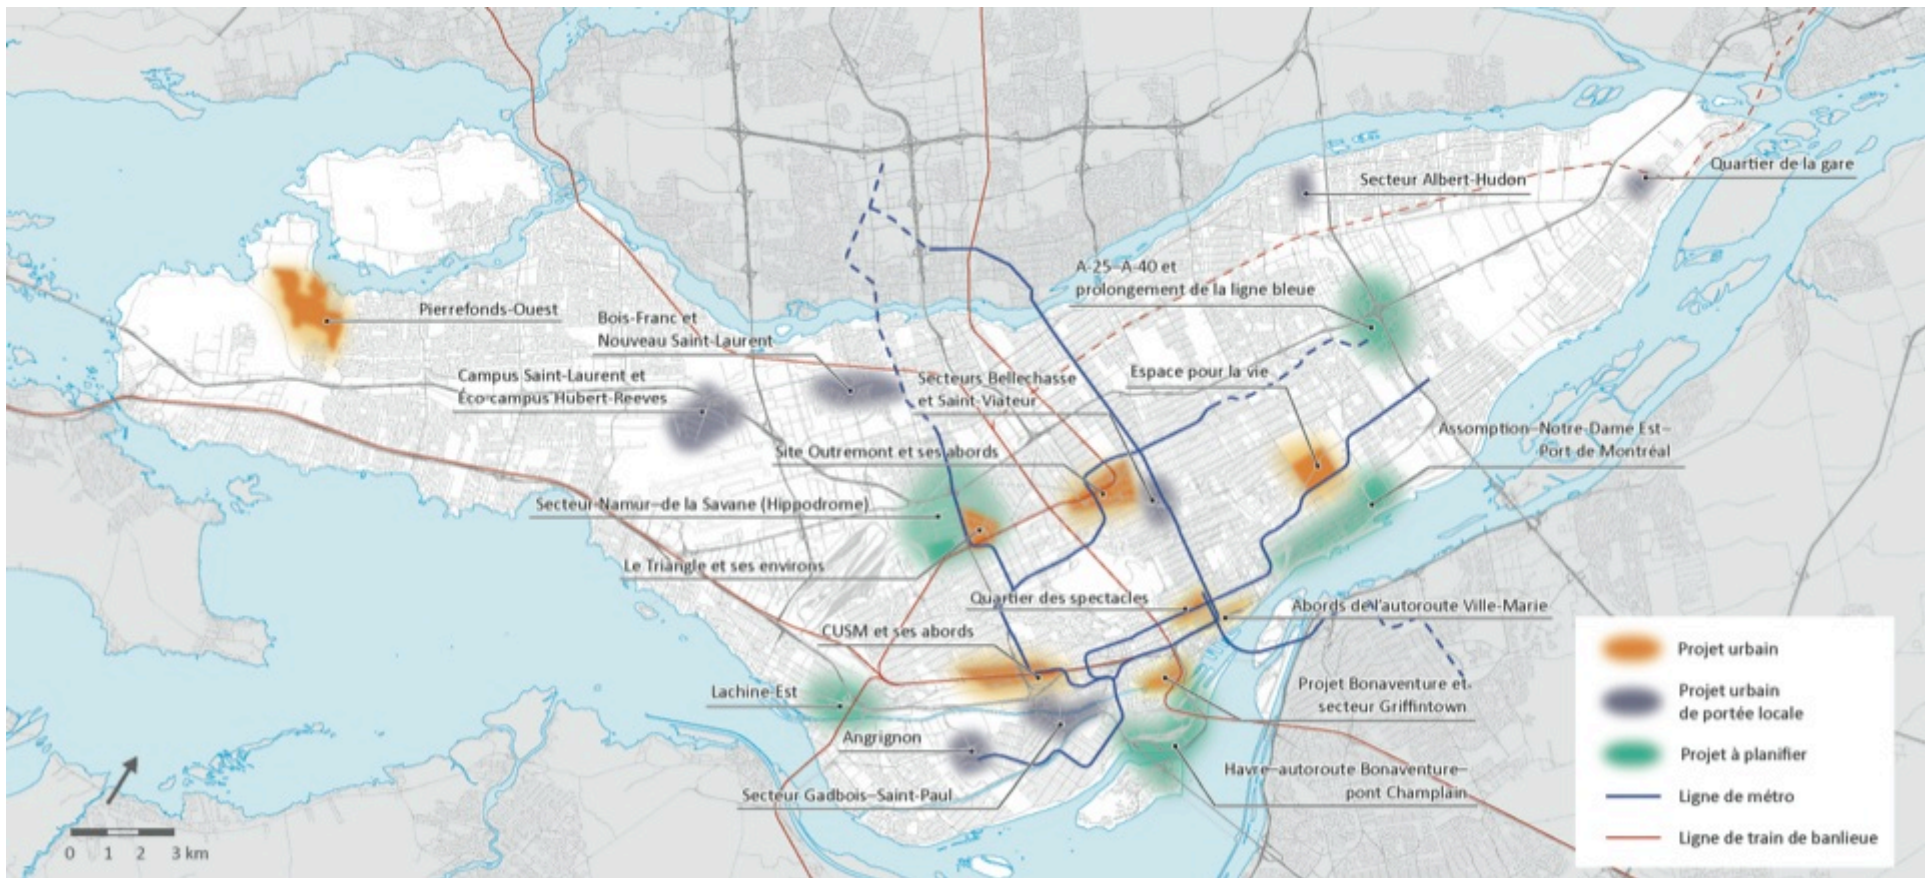 Quartier de la gare
Secteur Albert-Hudon
A-25–A-40 et
prolongement de la ligne bleue
Pierrefonds-Ouest
Bois-Franc et
Nouveau Saint-Laurent
Campus Saint-Laurent et
Éco-campus Hubert-Reeves
Secteurs Bellechasse
et Saint-Viateur
Espace pour la vie
Assomption–Notre-Dame Est–
Port de Montréal
Site Outremont et ses abords
Secteur Namur–de la Savane (Hippodrome)
Le Triangle et ses environs
Quartier des spectacles
Abords de l'autoroute Ville-Marie
CUSM et ses abords
Lachine-Est
Projet Bonaventure et
secteur Griffintown
Angrignon
Havre–autoroute Bonaventure–
pont Champlain
Secteur Gadbois–Saint-Paul
Projet urbain
Projet urbain
de portée locale
Projet à planifier
Ligne de métro
Ligne de train de banlieue
0 1 2 3 km